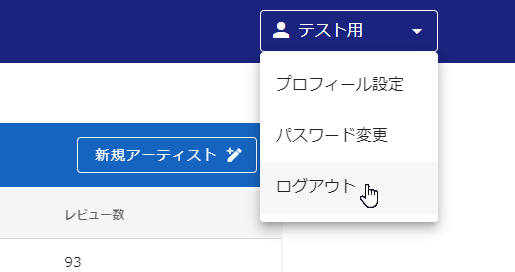 テスト用
プロフィール設定
パスワード変更
ログアウト
新規アーティスト
レビュー数
93